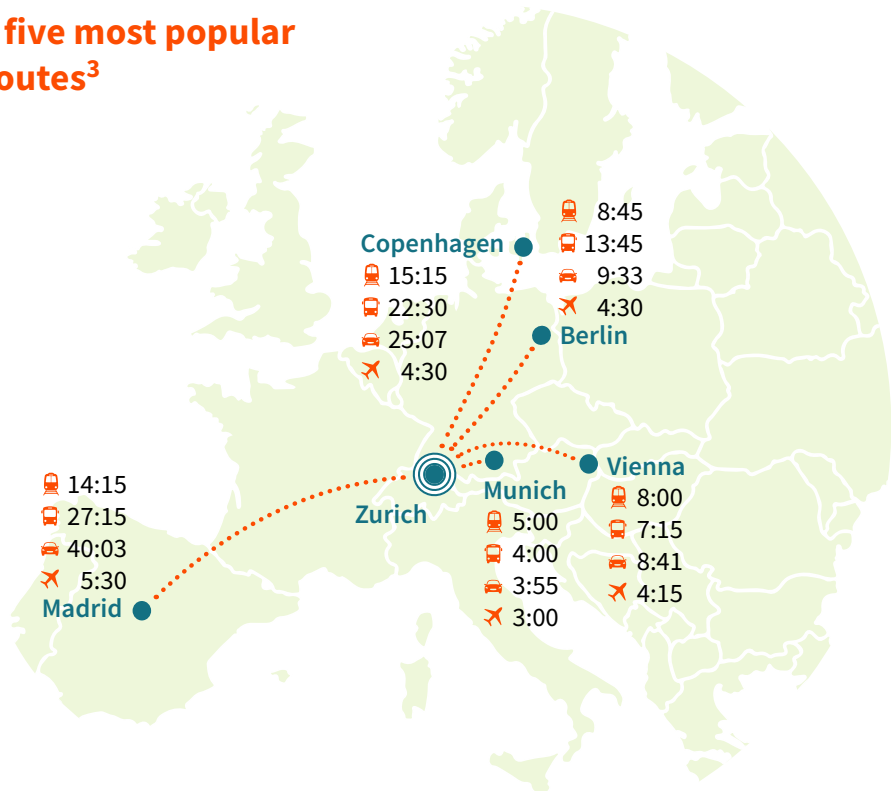 five most popular
outes³
8:45
13:45
9:33
4:30
Berlin
Copenhagen
15:15
22:30
25:07
4:30
14:15
27:15
40:03
5:30
Madrid
Zurich
Munich
5:00
4:00
3:55
3:00
Vienna
8:00
7:15
8:41
4:15